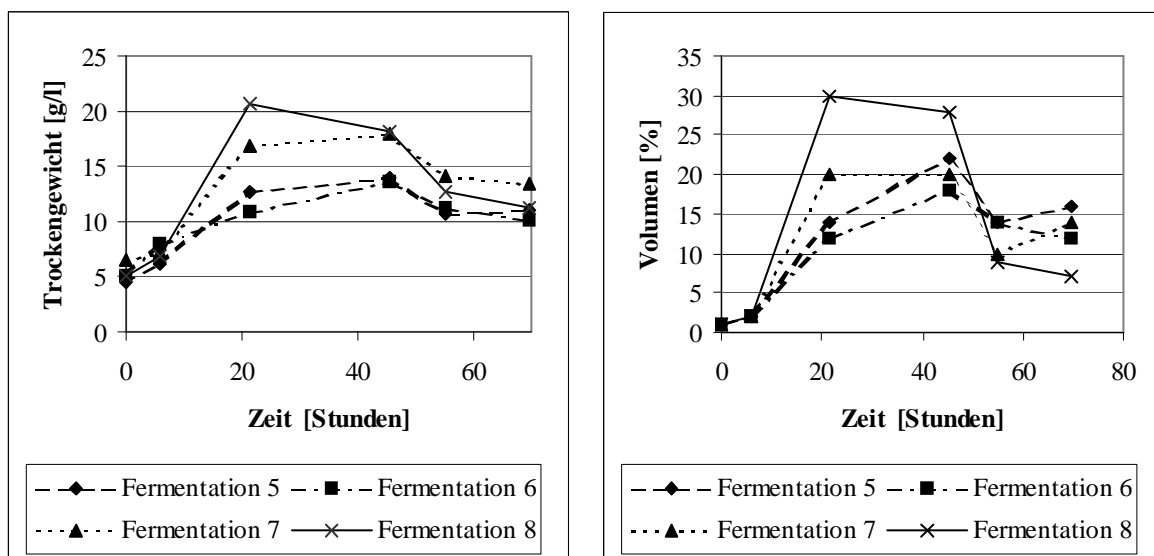 25
20
15
10
5
0
Trockengewicht [g/l]
0 20 40 60
Zeit [Stunden]
Fermentation 5 Fermentation 6
Fermentation 7 Fermentation 8
35
30
25
20
15
10
5
0
Volumen [%]
0 20 40 60 80
Zeit [Stunden]
Fermentation 5 Fermentation 6
Fermentation 7 Fermentation 8